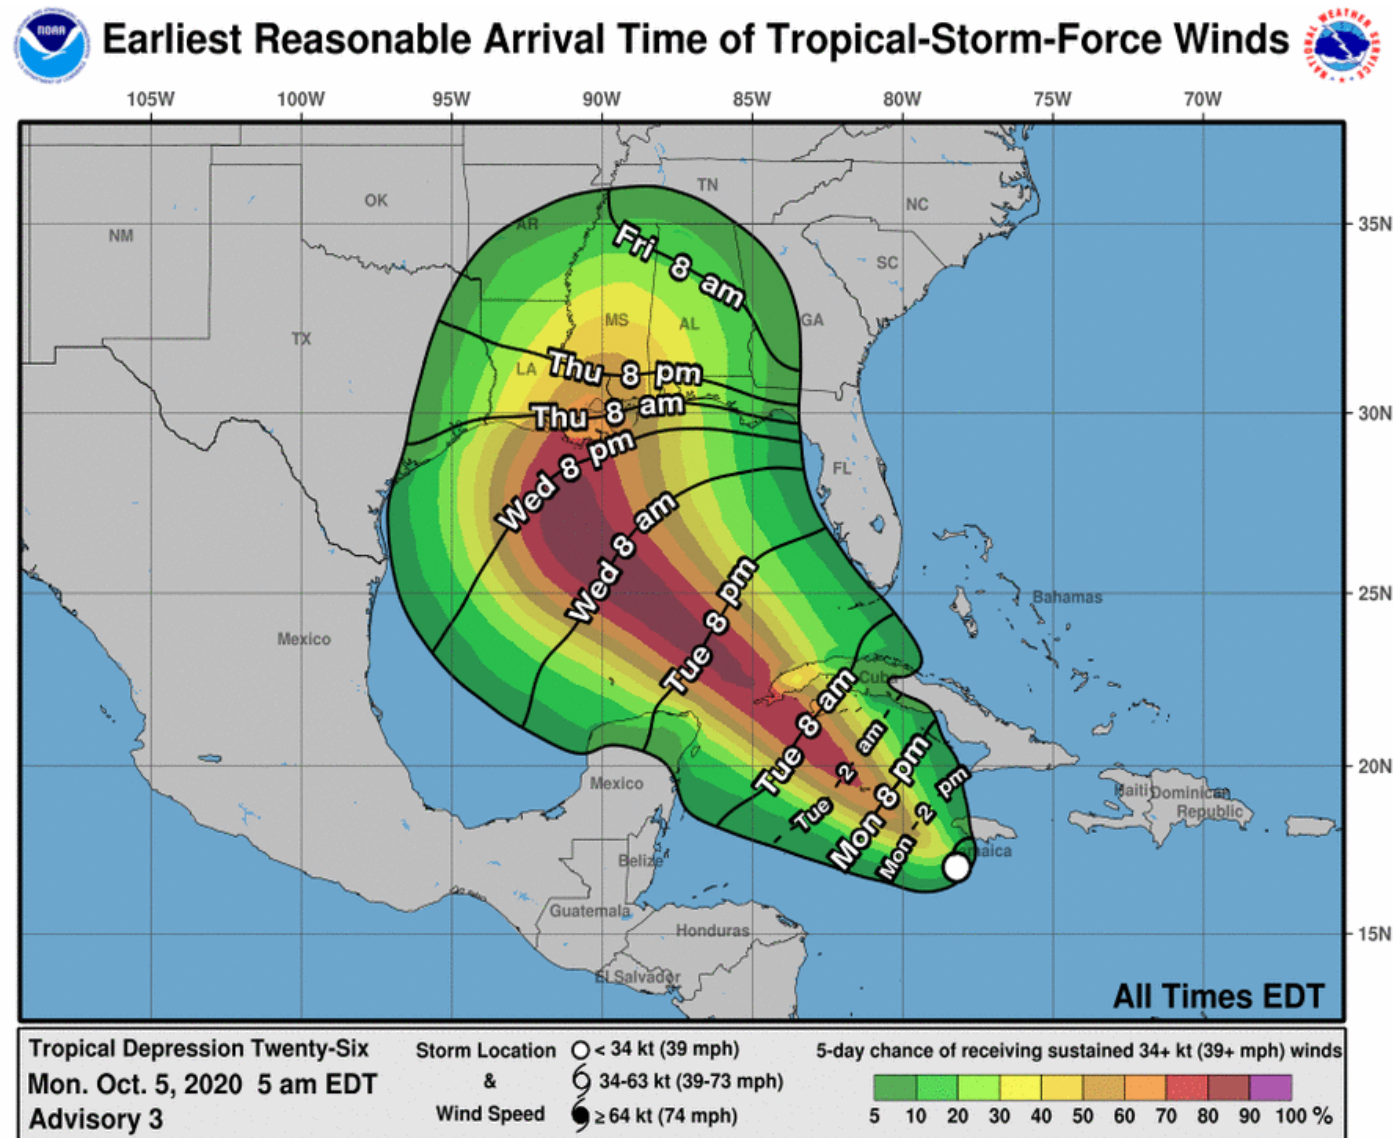 NOAA
Earliest Reasonable Arrival Time of Tropical-Storm-Force Winds
NATIONAL WEATHER SERVICE
105W 100W 95W 90W 85W 80W 75W 70W
TN
OK
NC
35N
AR
NM
Fri 8 am
SC
MS
AL
GA
TX
LA
Thu 8 pm
Thu 8 am
30N
Wed 8 pm
FL
Wed 8 am
Tue 8 pm
25N
Bahamas
Mexico
Cuba
Tue 8 am
Tue 2 am
Mon 8 pm
Mon 2 pm
20N
Mexico
Haiti
Dominican
Republic
Jamaica
Belize
Guatemala
Honduras
15N
El Salvador
All Times EDT
Tropical Depression Twenty-Six
Mon. Oct. 5, 2020 5 am EDT
Advisory 3
Storm Location
&
Wind Speed
< 34 kt (39 mph)
34-63 kt (39-73 mph)
≥ 64 kt (74 mph)
5-day chance of receiving sustained 34+ kt (39+ mph) winds
5 10 20 30 40 50 60 70 80 90 100 %